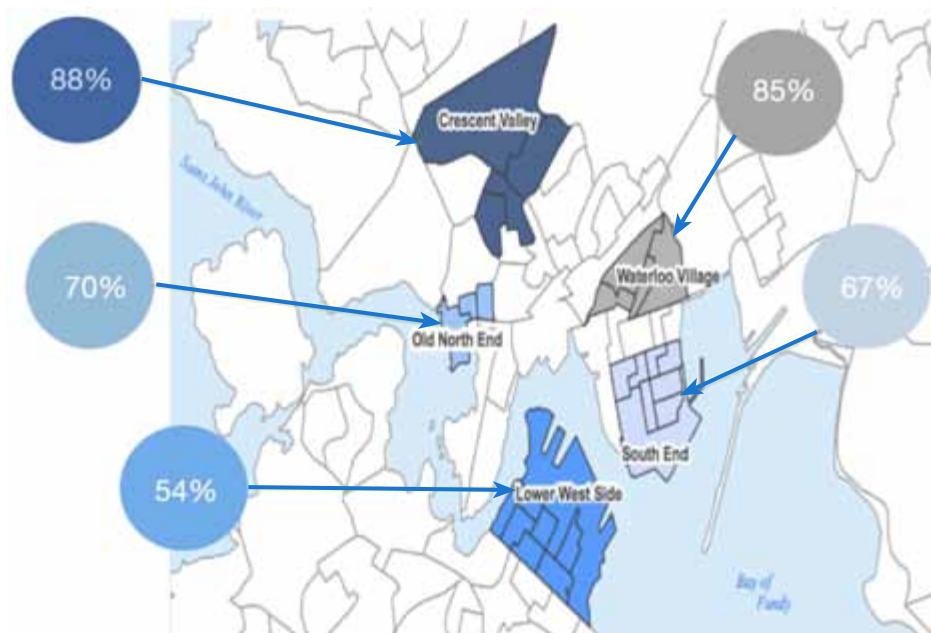 88%
85%
Crescent Valley
Saint John River
Waterloo Village
70%
67%
Old North End
South End
54%
Lower West Side
Bay of
Fundy